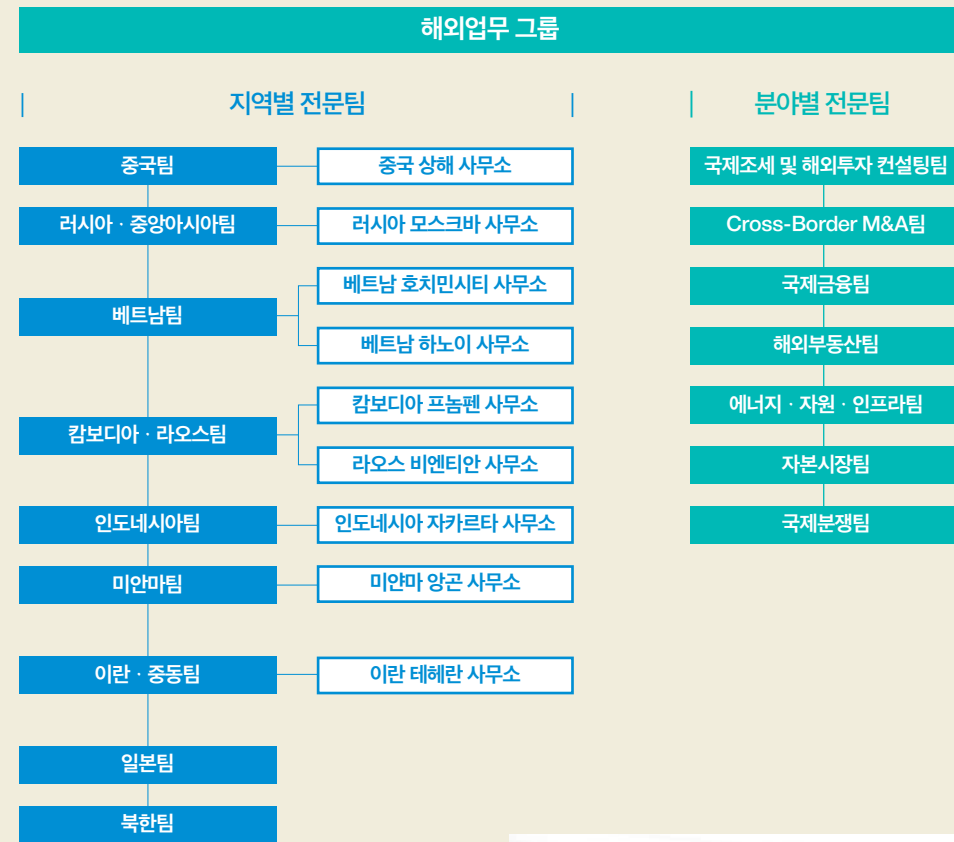 해외업무 그룹
지역별 전문팀
중국팀
중국 상해 사무소
러시아 · 중앙아시아팀
러시아 모스크바 사무소
베트남팀
베트남 호치민시티 사무소
베트남 하노이 사무소
캄보디아 · 라오스팀
캄보디아 프놈펜 사무소
라오스 비엔티안 사무소
인도네시아팀
인도네시아 자카르타 사무소
미안마팀
미얀마 양곤 사무소
이란 · 중동팀
이란 테헤란 사무소
일본팀
북한팀
분야별 전문팀
국제조세 및 해외투자 컨설팅팀
Cross-Border M&A팀
국제금융팀
해외부동산팀
에너지 · 자원 · 인프라팀
자본시장팀
국제분쟁팀